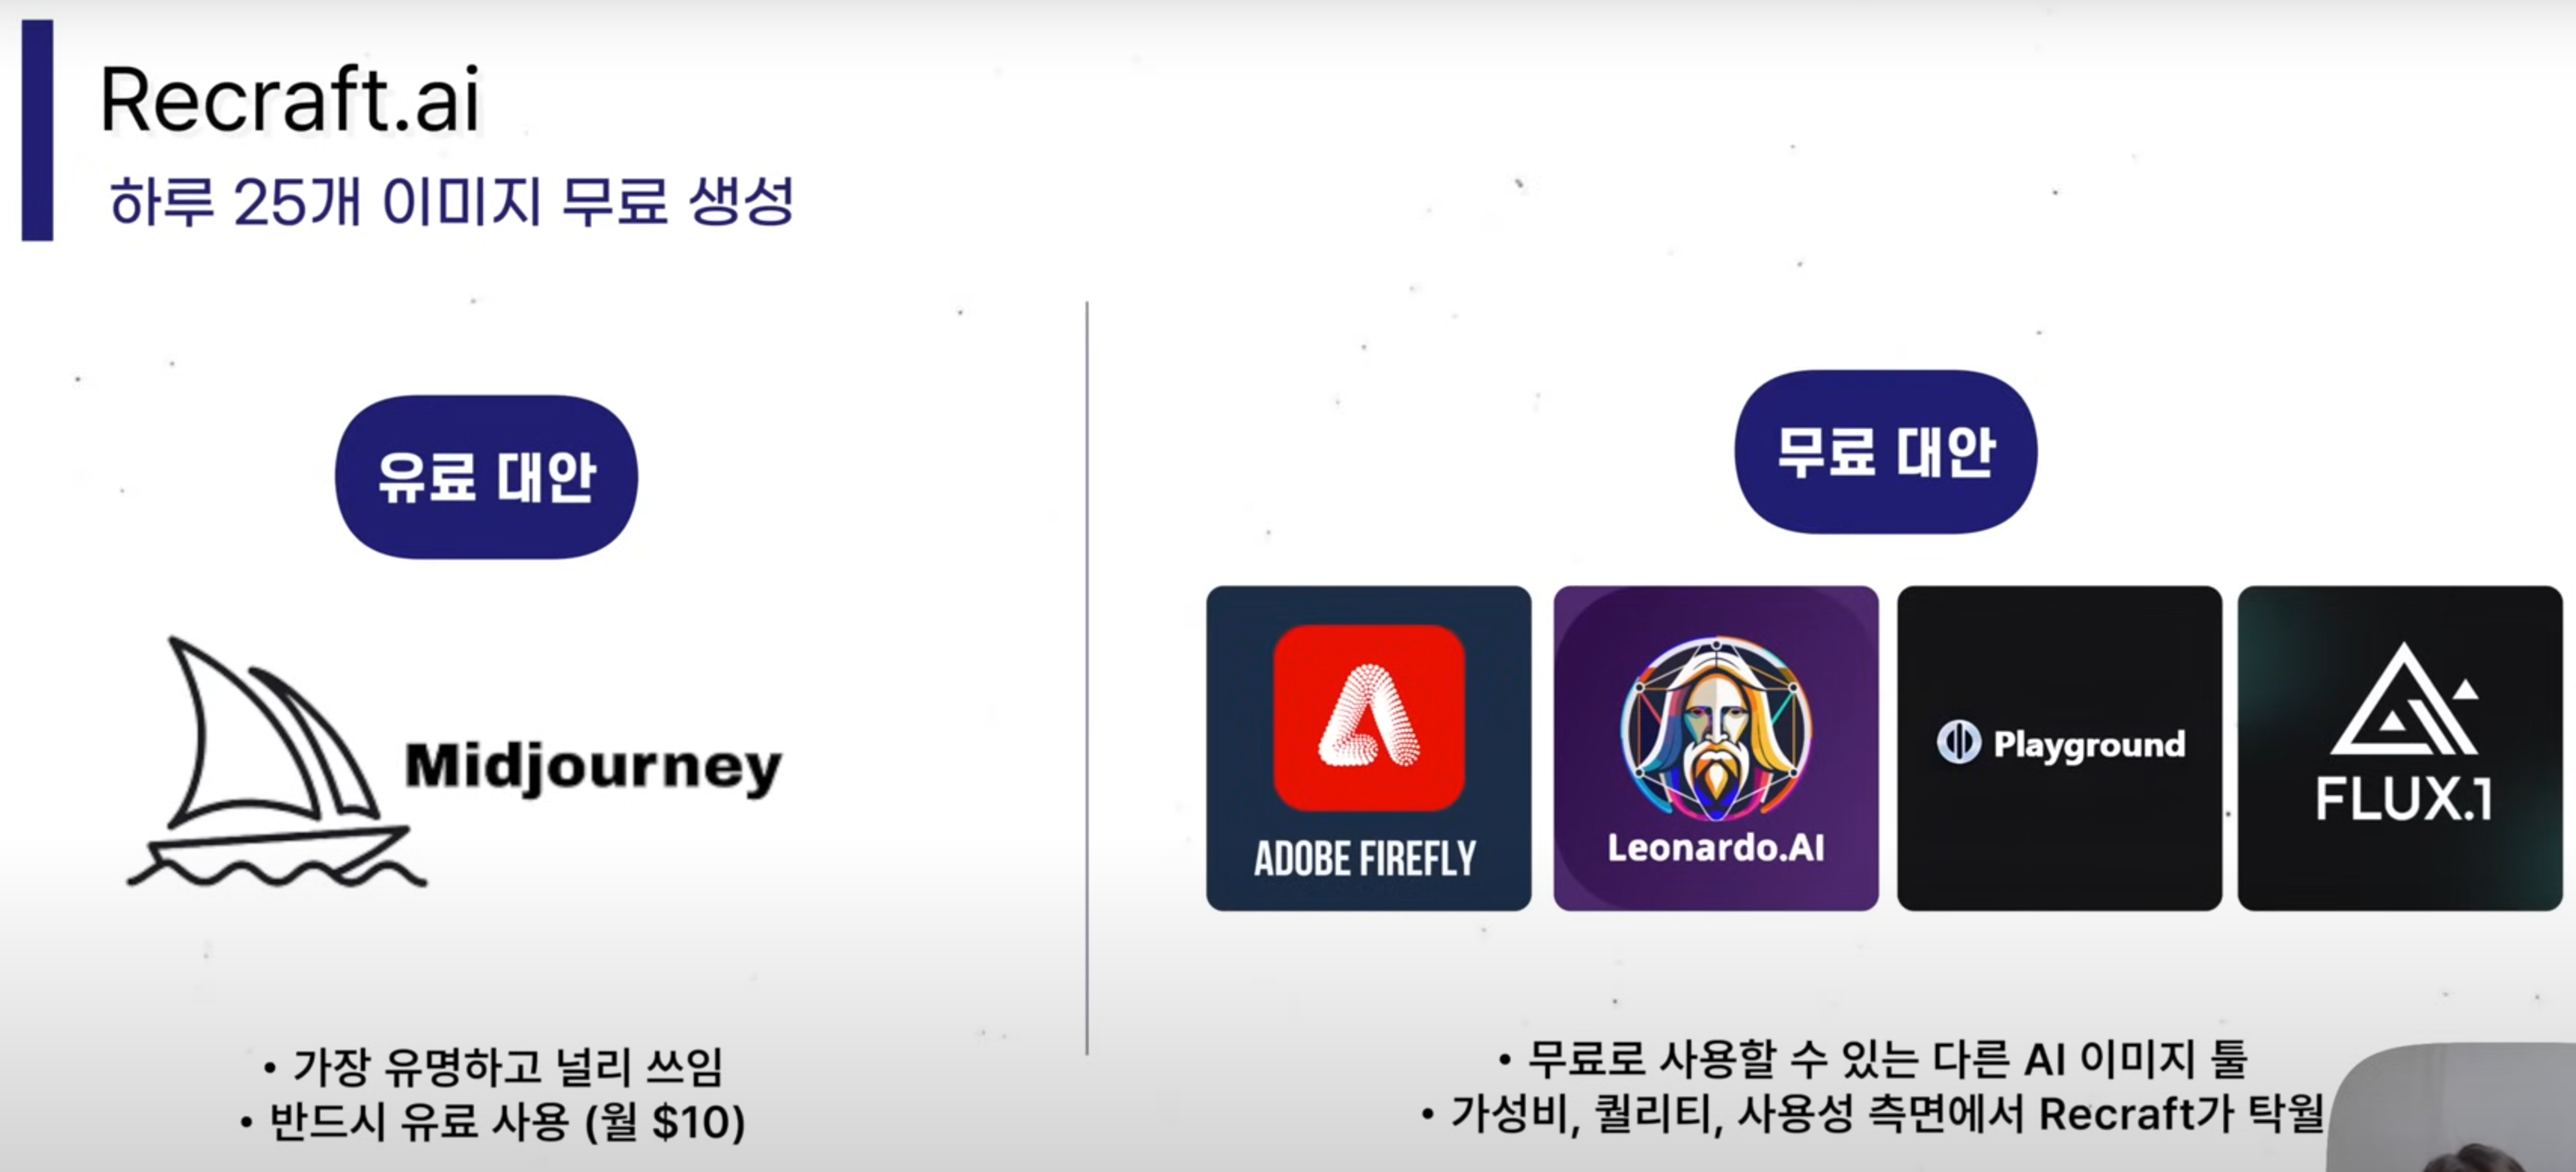 Recraft.ai
하루 25개 이미지 무료 생성
유료 대안
Midjourney
• 가장 유명하고 널리 쓰임
• 반드시 유료 사용 (월 $10)
무료 대안
ADOBE FIREFLY
Leonardo.AI
Playground
FLUX.1
• 무료로 사용할 수 있는 다른 AI 이미지 툴
• 가성비, 퀄리티, 사용성 측면에서 Recraft가 탁월